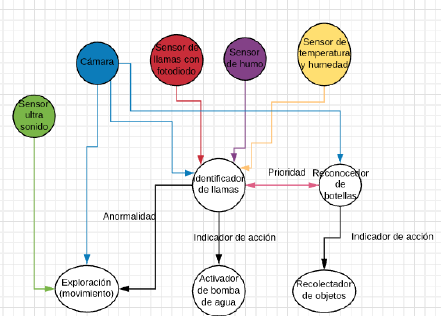 Sensor de
llamas con
fotodiodo
Sensor
de humo
Sensor de
temperatura
y humedad
Cámara
Sensor
ultra
sonido
Identificador
de llamas
Prioridad
Reconocedor
de
botellas
Anormalidad
Indicador de acción
Indicador de acción
Exploración
(movimiento)
Activador
de bomba
de agua
Recolectador
de objetos